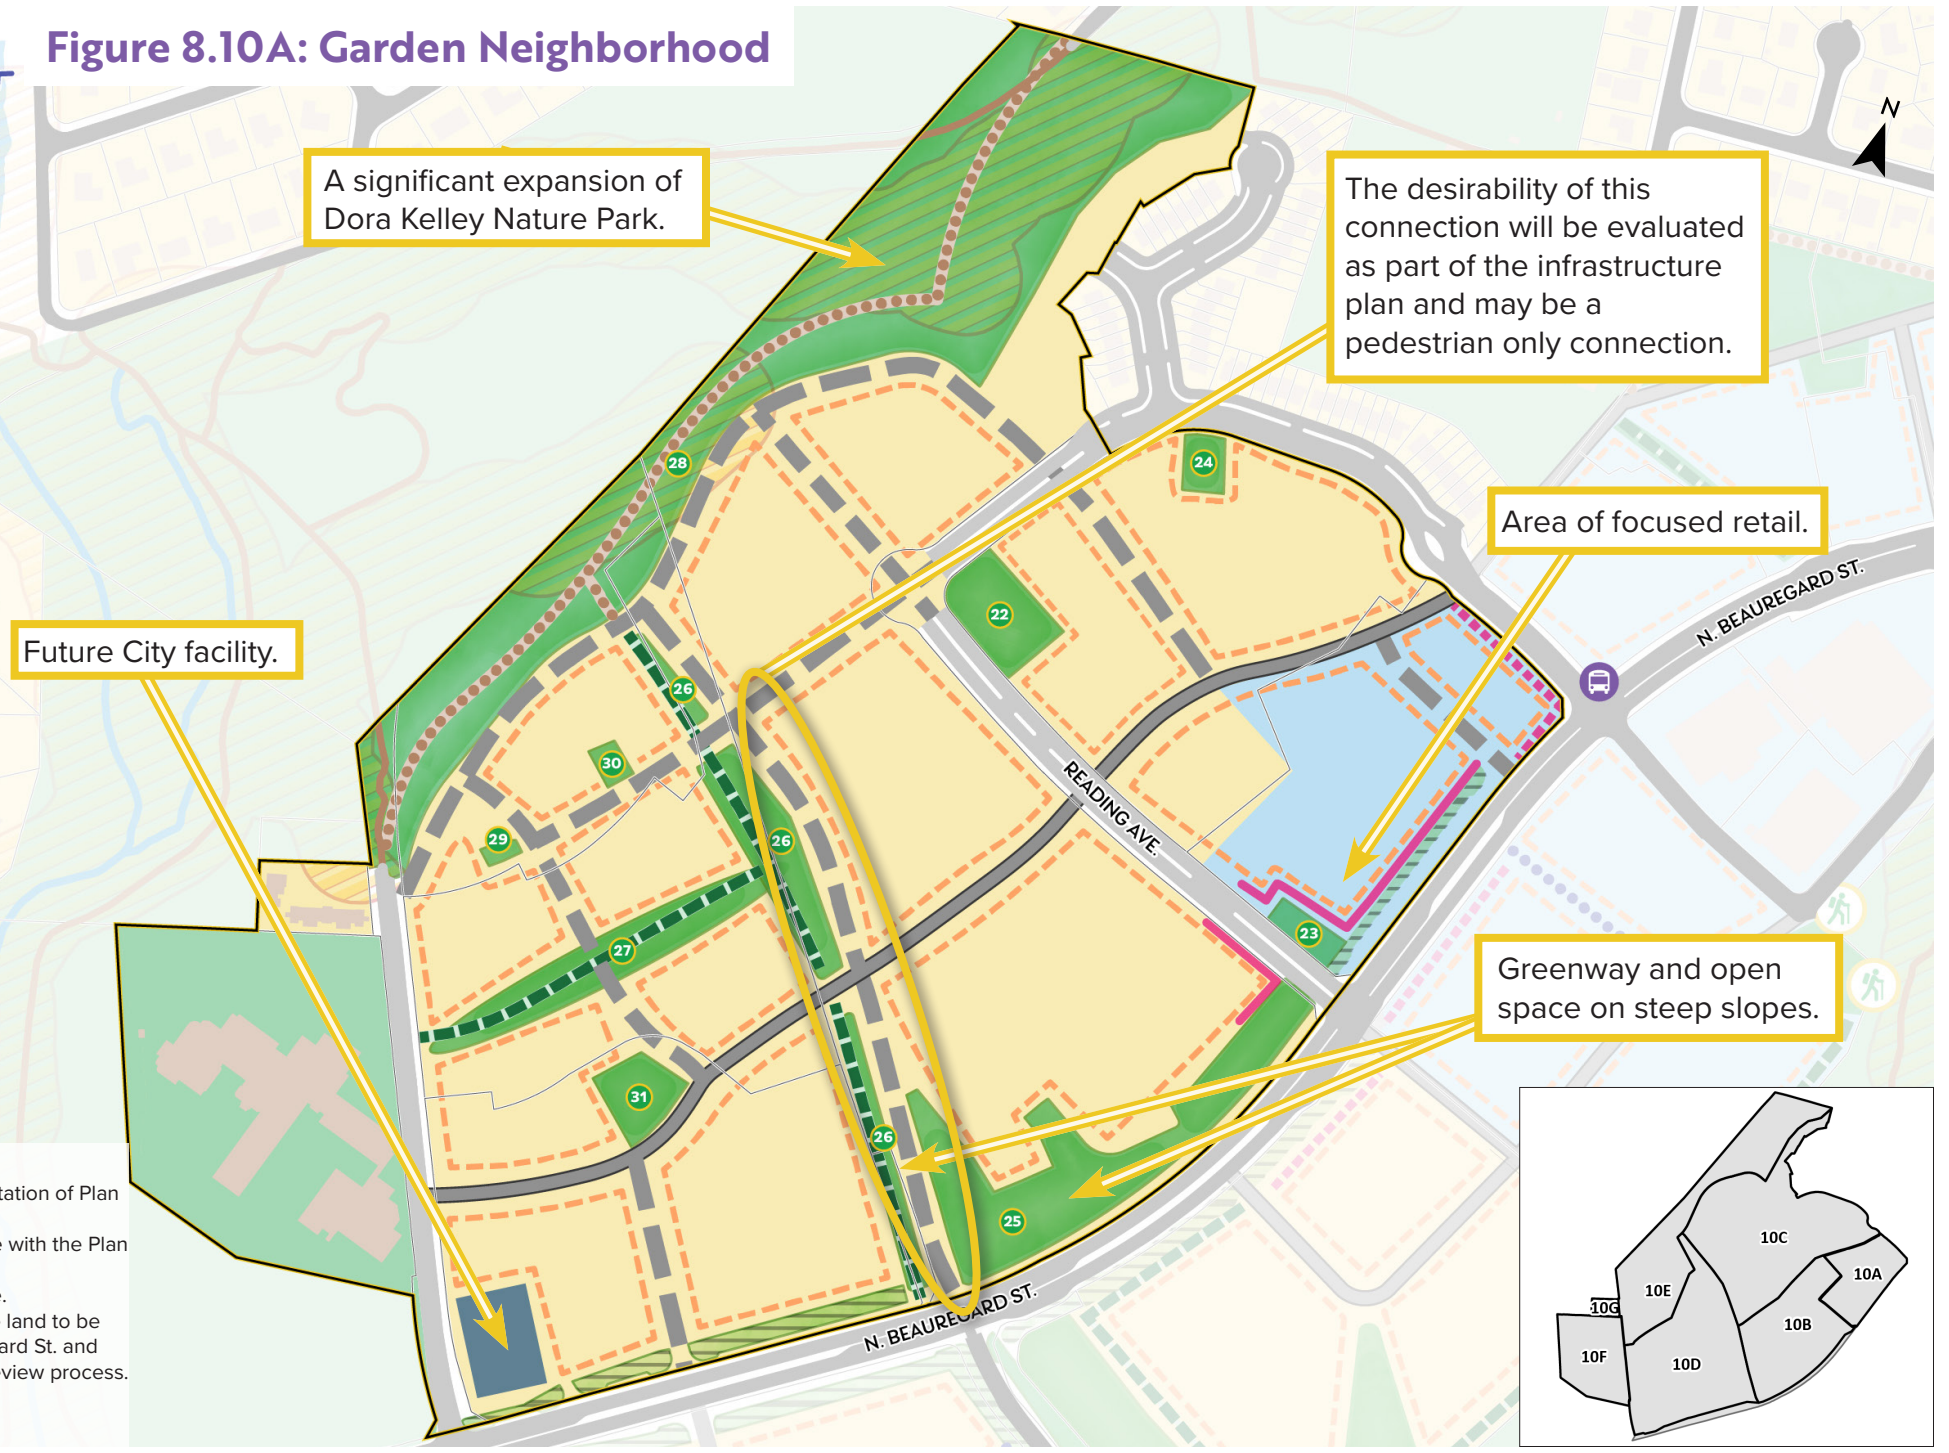 Figure 8.10A: Garden Neighborhood
N
A significant expansion of
Dora Kelley Nature Park.
The desirability of this
connection will be evaluated
as part of the infrastructure
plan and may be a
pedestrian only connection.
28
24
Area of focused retail.
N. BEAUREGARD ST.
22
Future City facility.
26
30
READING AVE.
29
26
27
23
Greenway and open
space on steep slopes.
31
26
25
tation of Plan
with the Plan
land to be
ard St. and
view process.
N. BEAUREGARD ST.
10C
10A
10E
10G
10B
10F
10D